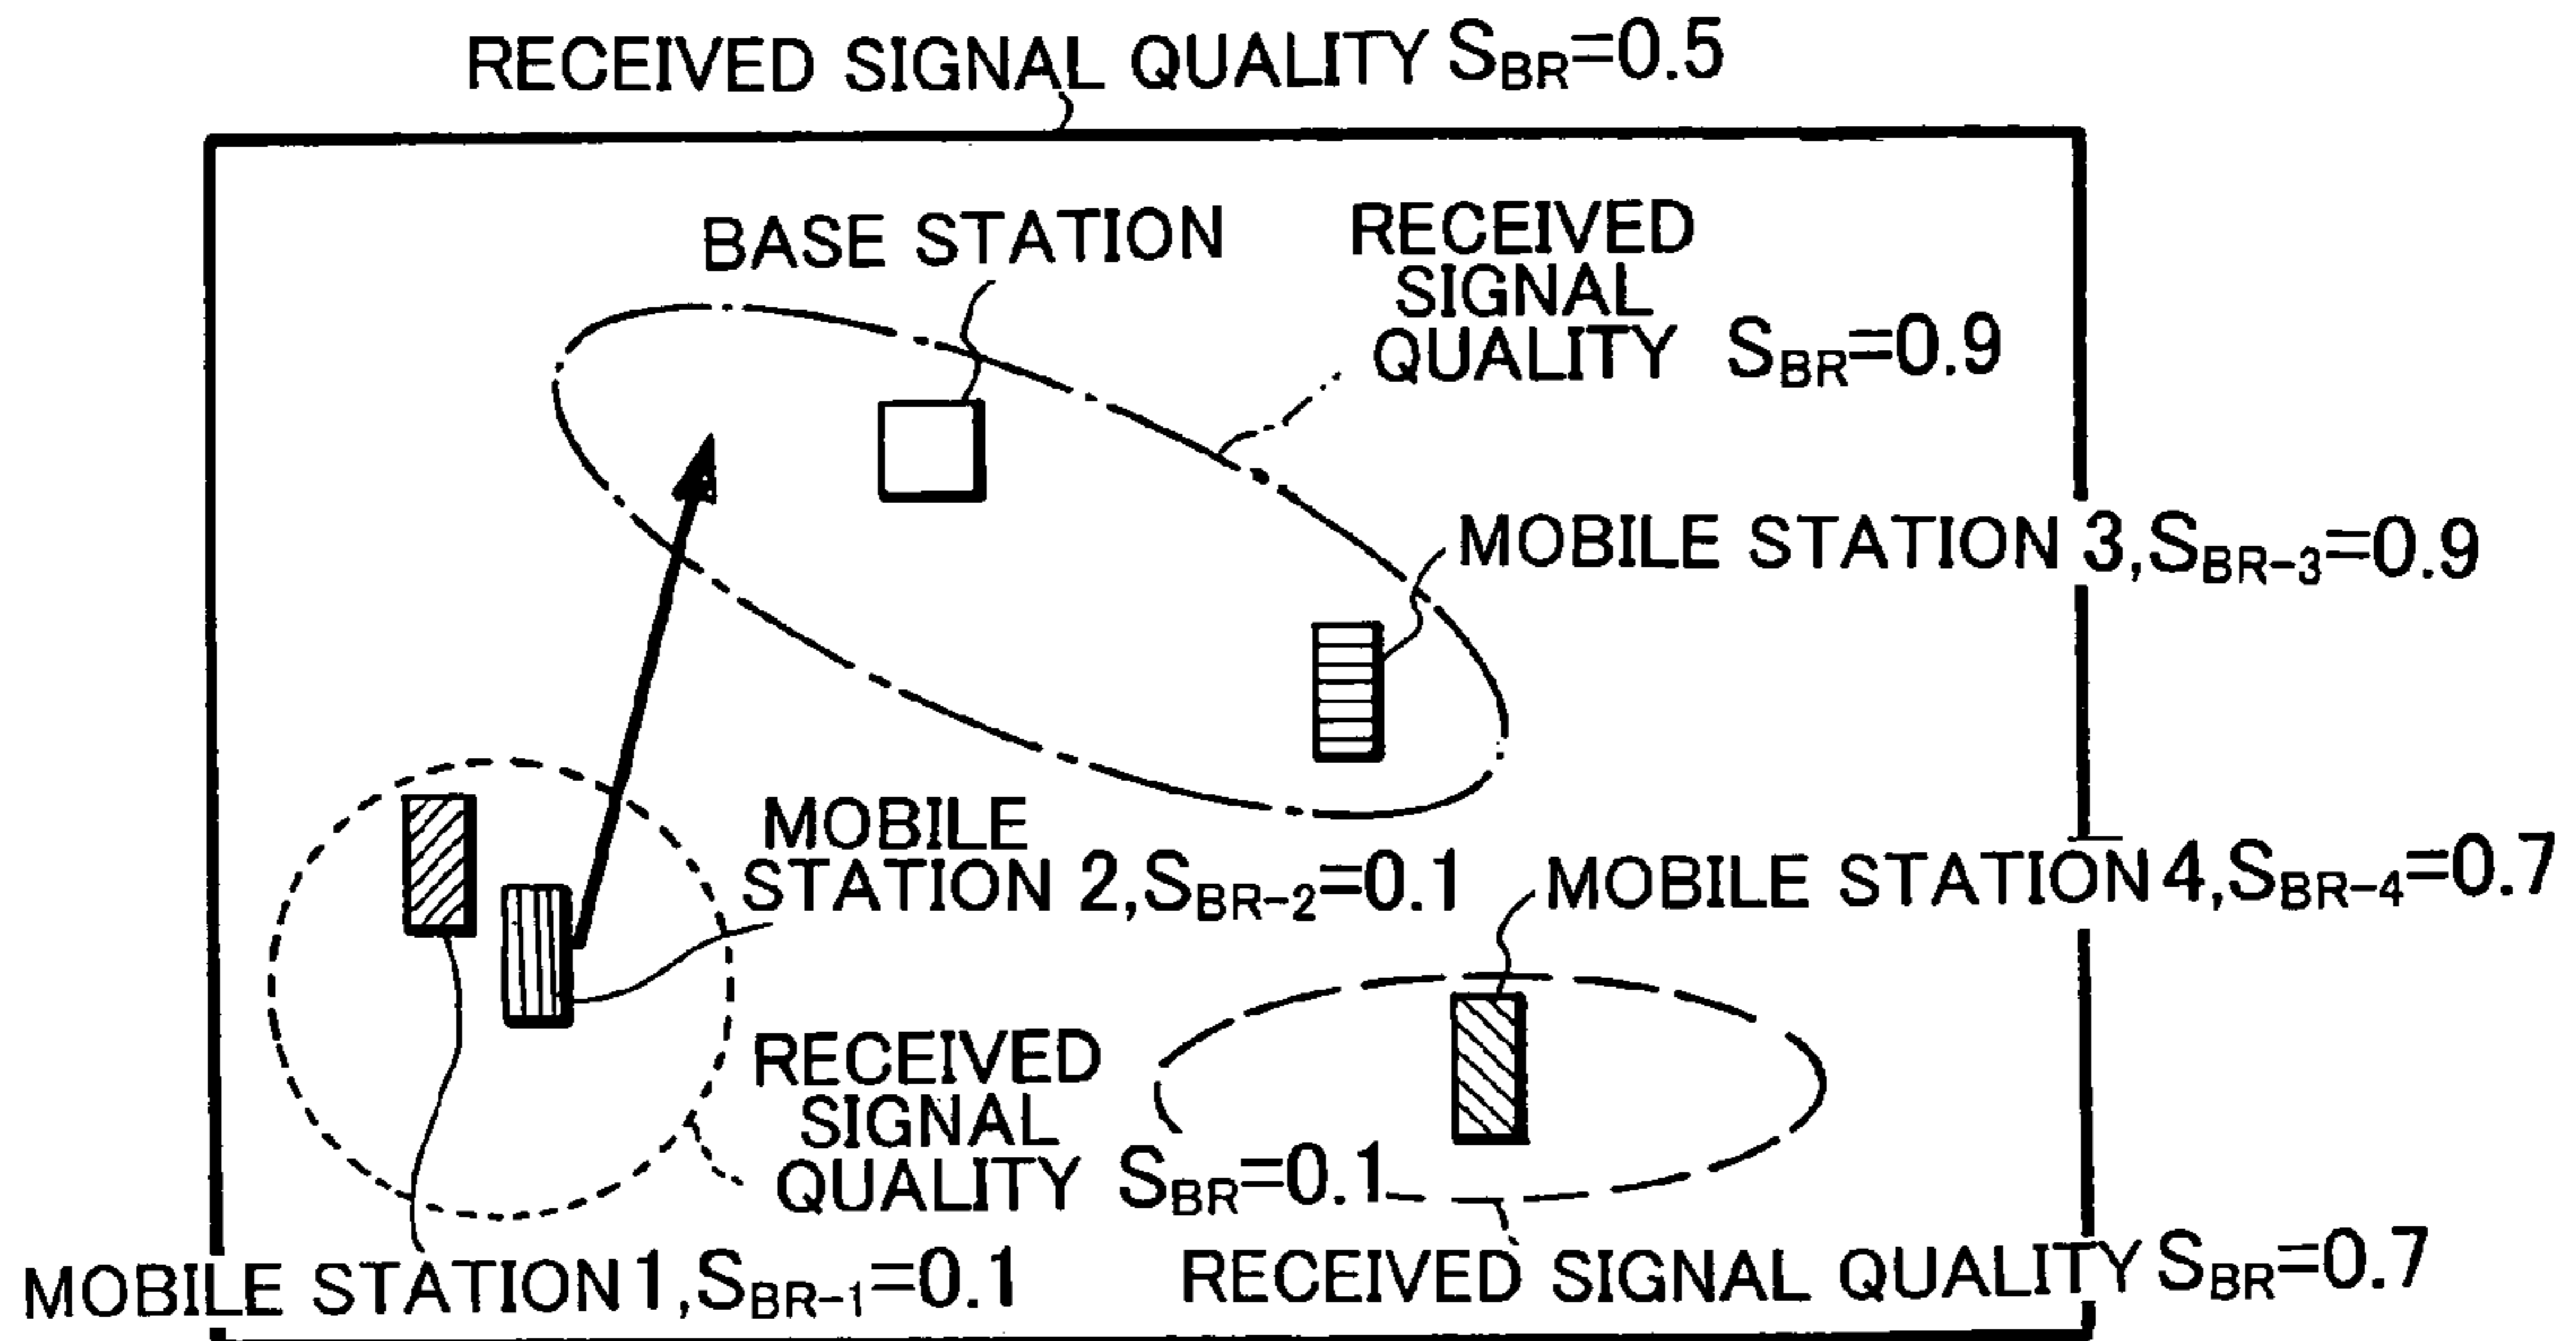 RECEIVED SIGNAL QUALITY SBR=0.5
BASE STATION
RECEIVED
SIGNAL
QUALITY SBR=0.9
MOBILE STATION 3,SBR-3=0.9
MOBILE
STATION 2,SBR-2=0.1
MOBILE STATION 4,SBR-4=0.7
RECEIVED
SIGNAL
QUALITY SBR=0.1
MOBILE STATION 1,SBR-1=0.1
RECEIVED SIGNAL QUALITY SBR=0.7